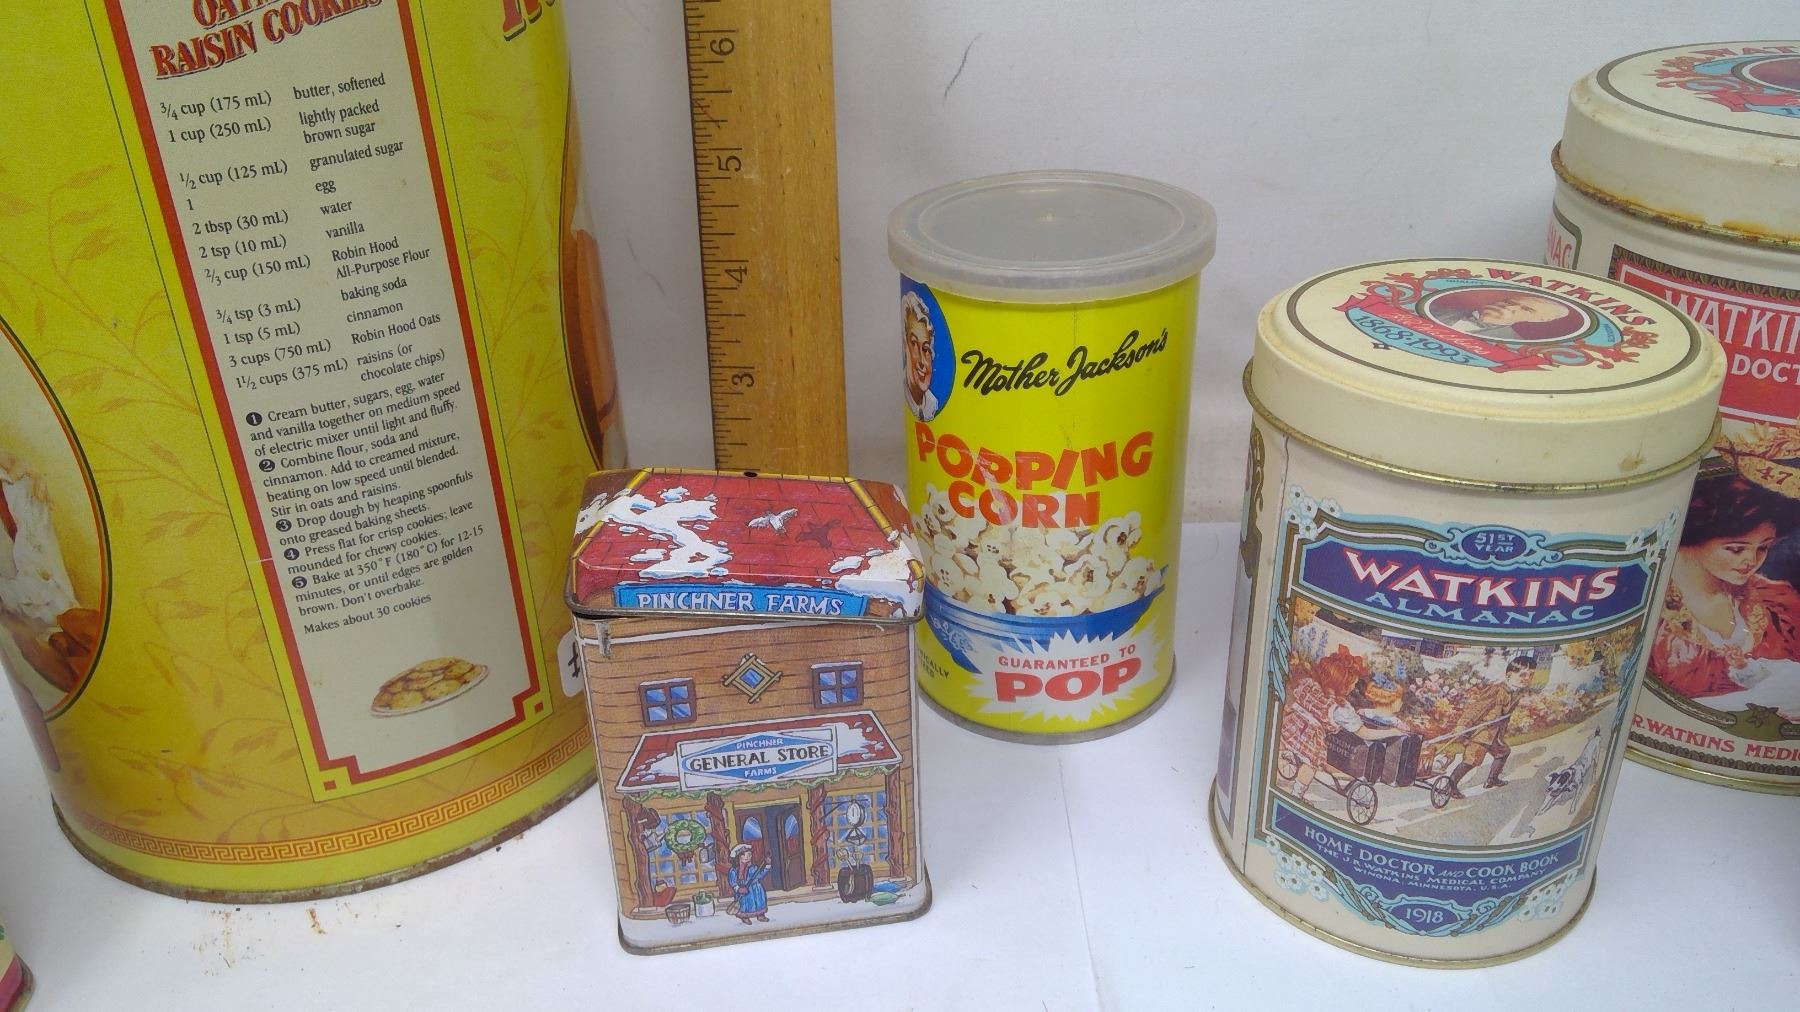 RAISIN COOKIES
3/4 cup (175 mL) butter, softened
1 cup (250 mL) lightly packed
brown sugar
1/2 cup (125 mL) granulated sugar
1 egg
2 tbsp (30 mL) water
2 tsp (10 mL) vanilla
2/3 cup (150 mL) Robin Hood
All-Purpose Flour
3/4 tsp (3 mL) baking soda
1 tsp (5 mL) cinnamon
3 cups (750 mL) Robin Hood Oats
1 1/2 cups (375 mL) raisins (or
chocolate chips)
1 Cream butter, sugars, egg, water
and vanilla together on medium speed
of electric mixer until light and fluffy.
2 Combine flour, soda and
cinnamon. Add to creamed mixture,
beating on low speed until blended.
Stir in oats and raisins.
3 Drop dough by heaping spoonfuls
onto greased baking sheets.
4 Press flat for crisp cookies; leave
mounded for chewy cookies.
5 Bake at 350°F (180°C) for 12-15
minutes, or until edges are golden
brown. Don't overbake.
Makes about 30 cookies
6
5
4
3
PINCHNER FARMS
PINCHNER
GENERAL STORE
FARMS
Mother Jackson's
POPPING
CORN
GUARANTEED TO
POP
WATKINS
1868-1993
51ST
YEAR
WATKINS
ALMANAC
HOME DOCTOR AND COOK BOOK
THE J.R. WATKINS MEDICAL COMPANY
WINONA, MINNESOTA, U.S.A.
1918
47
WATKINS